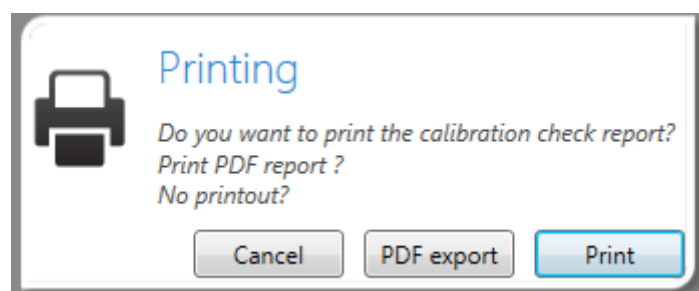 Printing
Do you want to print the calibration check report?
Print PDF report ?
No printout?
Cancel PDF export Print